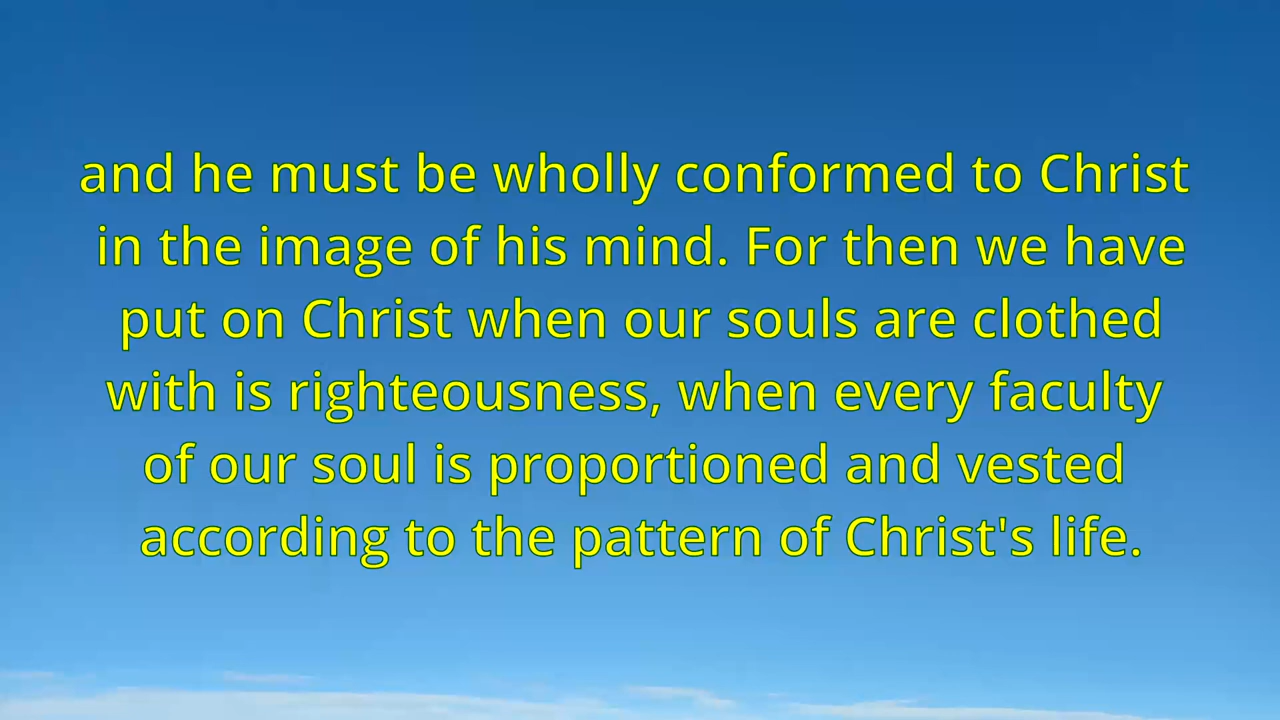 and he must be wholly conformed to Christ
in the image of his mind. For then we have
put on Christ when our souls are clothed
with is righteousness, when every faculty
of our soul is proportioned and vested
according to the pattern of Christ's life.